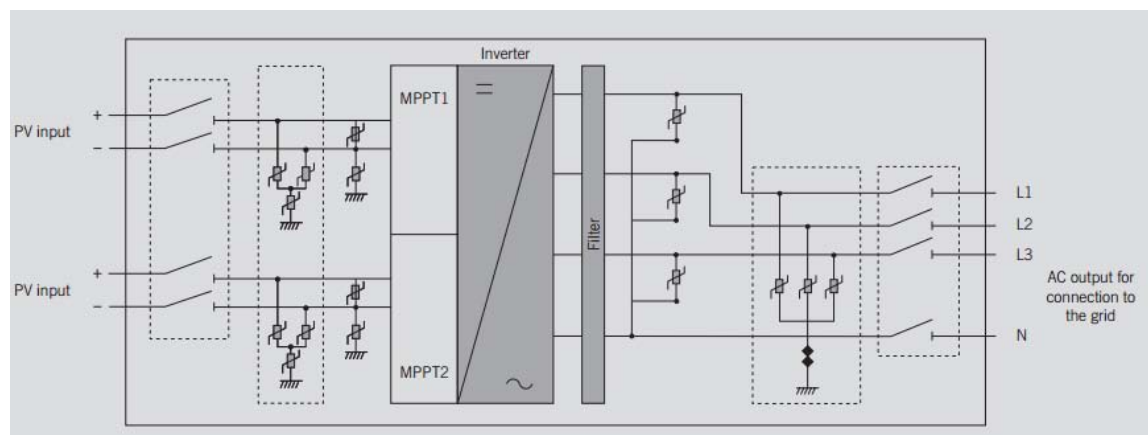 Inverter
MPPT1
+
PV input
−
L1
L2
Filter
L3
+
PV input
−
AC output for
connection to
the grid
N
MPPT2